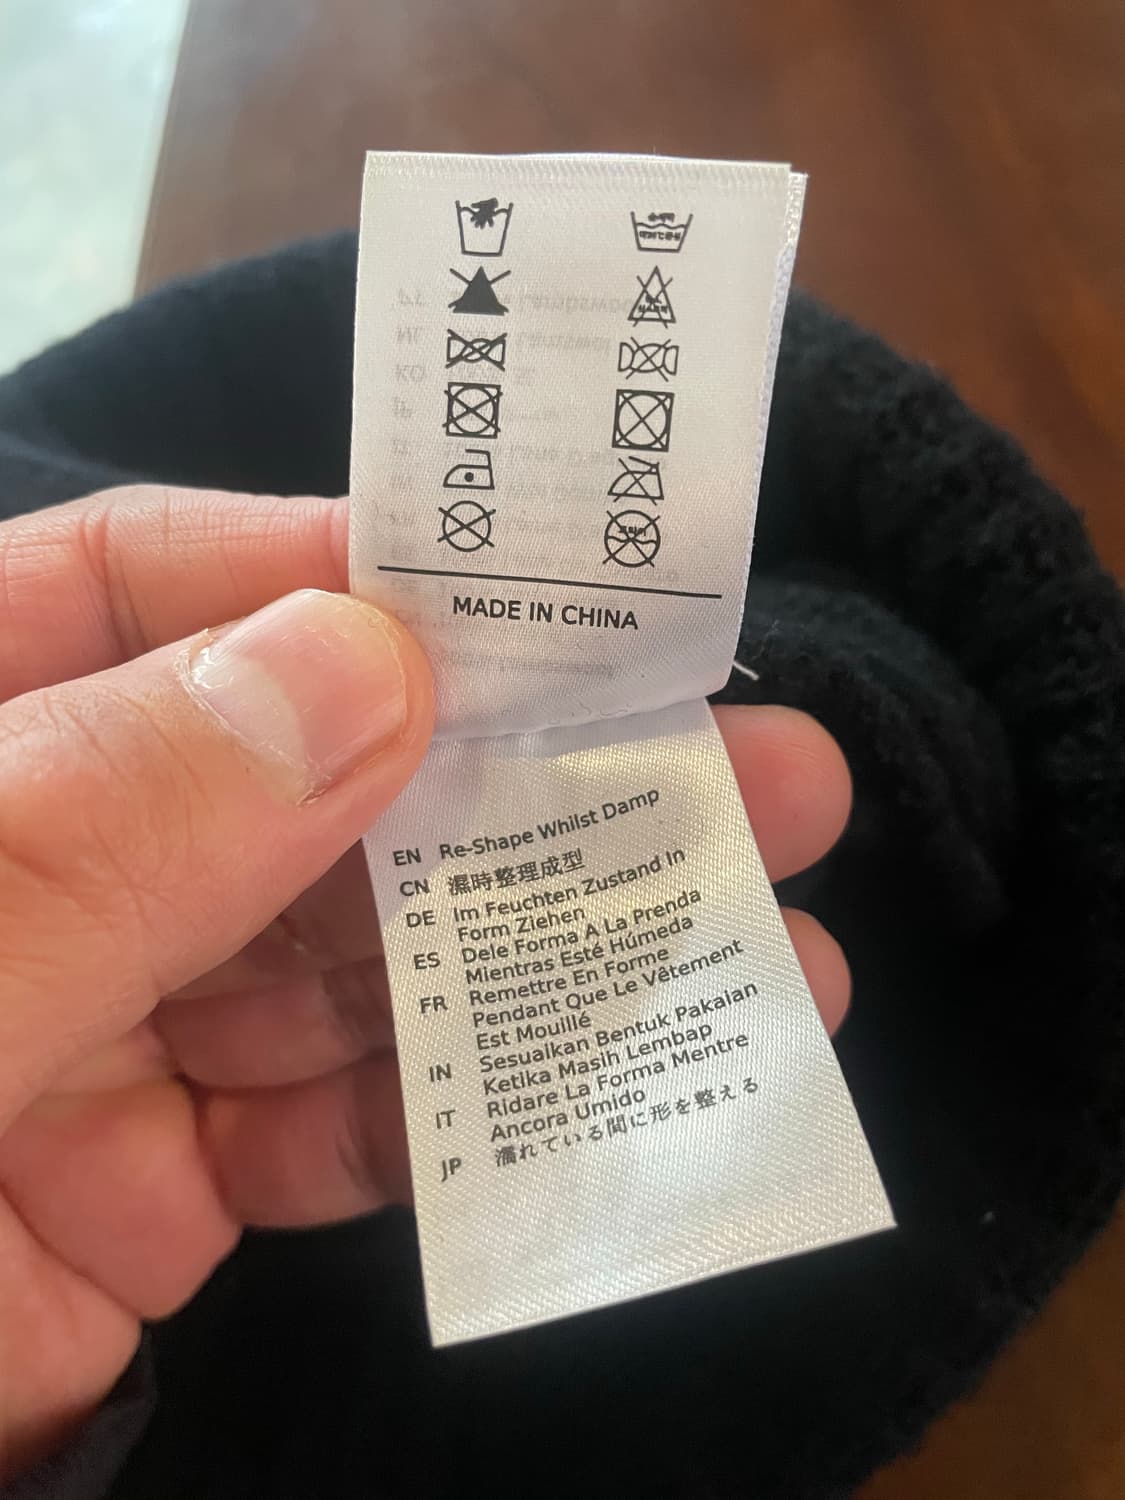 MADE IN CHINA
EN Re-Shape Whilst Damp
CN 濕時整理成型
DE Im Feuchten Zustand In
Form Ziehen
ES Dele Forma A La Prenda
Mientras Esté Húmeda
FR Remettre En Forme
Pendant Que Le Vêtement
Est Mouillé
IN Sesuaikan Bentuk Pakaian
Ketika Masih Lembap
IT Ridare La Forma Mentre
Ancora Umido
JP 濡れている間に形を整える